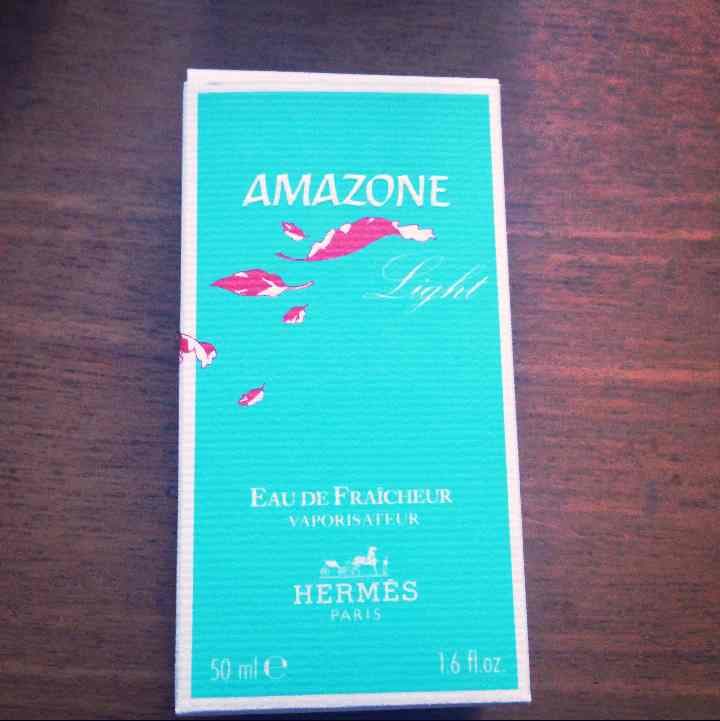 AMAZONE
Light
EAU DE FRAÎCHEUR
VAPORISATEUR
HERMÈS
PARIS
50 ml ℮ 1.6 fl.oz.